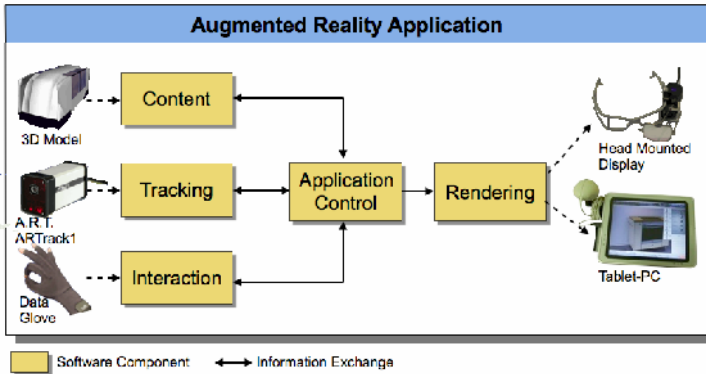 Augmented Reality Application
3D Model
Content
A.R.T.
ARTrack1
Tracking
Data
Glove
Interaction
Application
Control
Rendering
Head Mounted
Display
Tablet-PC
Software Component
Information Exchange